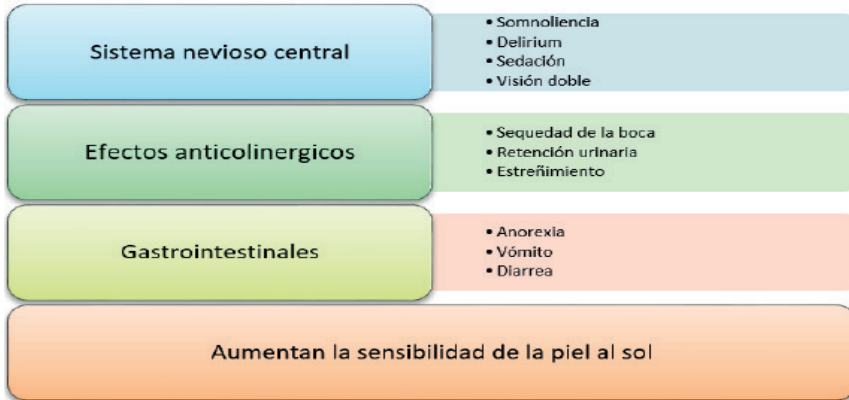 Sistema nevioso central
• Somnoliencia
• Delirium
• Sedación
• Visión doble
Efectos anticolinergicos
• Sequedad de la boca
• Retención urinaria
• Estreñimiento
Gastrointestinales
• Anorexia
• Vómito
• Diarrea
Aumentan la sensibilidad de la piel al sol